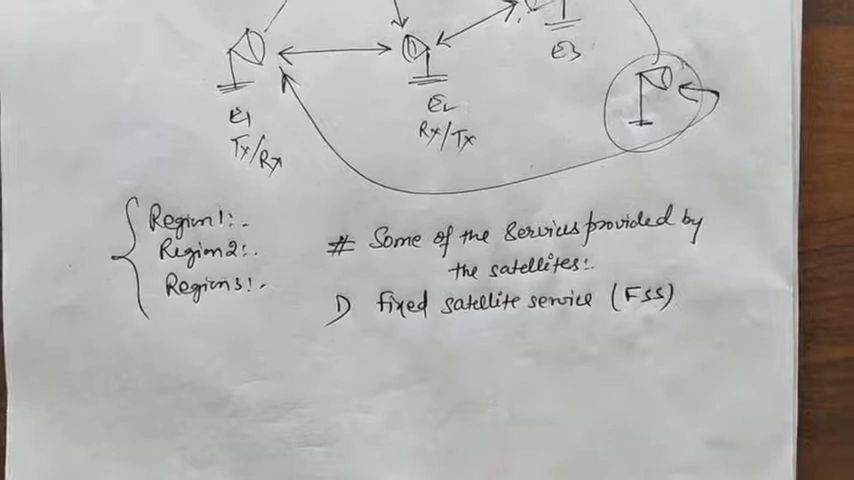 E1
Tx/Rx
E2
Rx/Tx
E3
Region1:-
Region2:-
Region3:-
# Some of the Services provided by
the satellites:-
1) fixed satellite service (FSS)